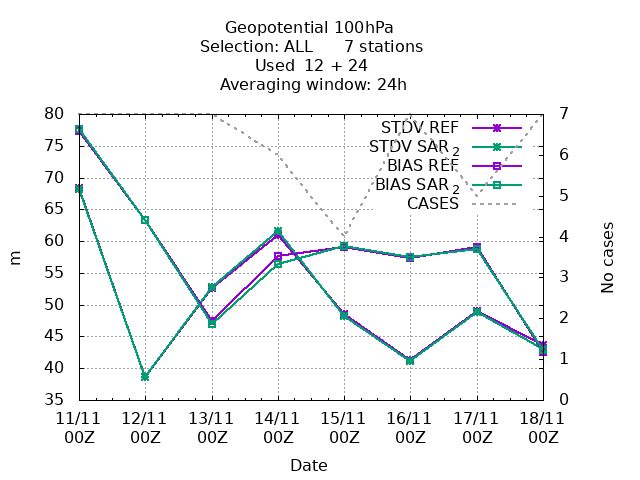 Geopotential 100hPa
Selection: ALL 7 stations
Used 12 + 24
Averaging window: 24h
80 7
STDV REF
75
STDV SAR 2
6
70
BIAS REF
BIAS SAR 2
5
65
CASES
60 4
m
55
No cases
3
50
2
45
40 1
35 0
11/11 12/11 13/11 14/11 15/11 16/11 17/11 18/11
00Z 00Z 00Z 00Z 00Z 00Z 00Z 00Z
Date